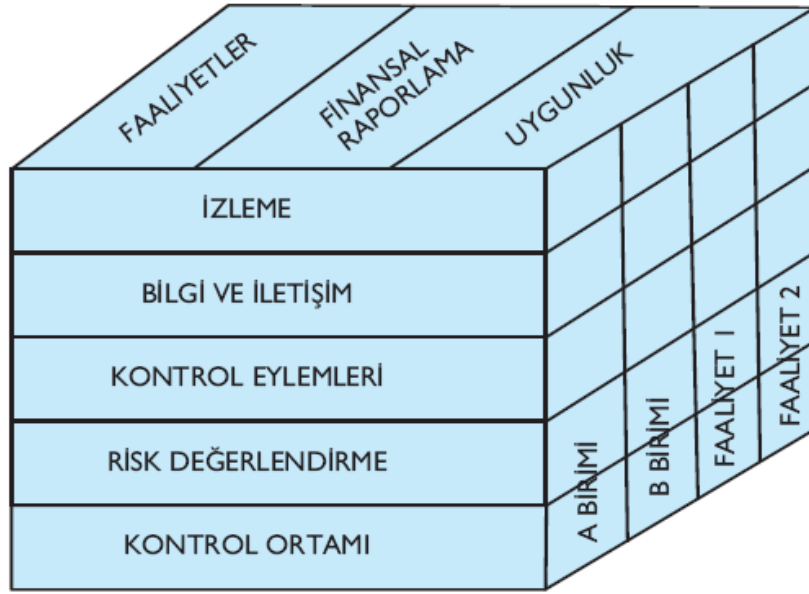 FAALİYETLER
FİNANSAL
RAPORLAMA
UYGUNLUK
İZLEME
BİLGİ VE İLETİŞİM
KONTROL EYLEMLERİ
RİSK DEĞERLENDİRME
KONTROL ORTAMI
A BİRİMİ
B BİRİMİ
FAALİYET 1
FAALİYET 2